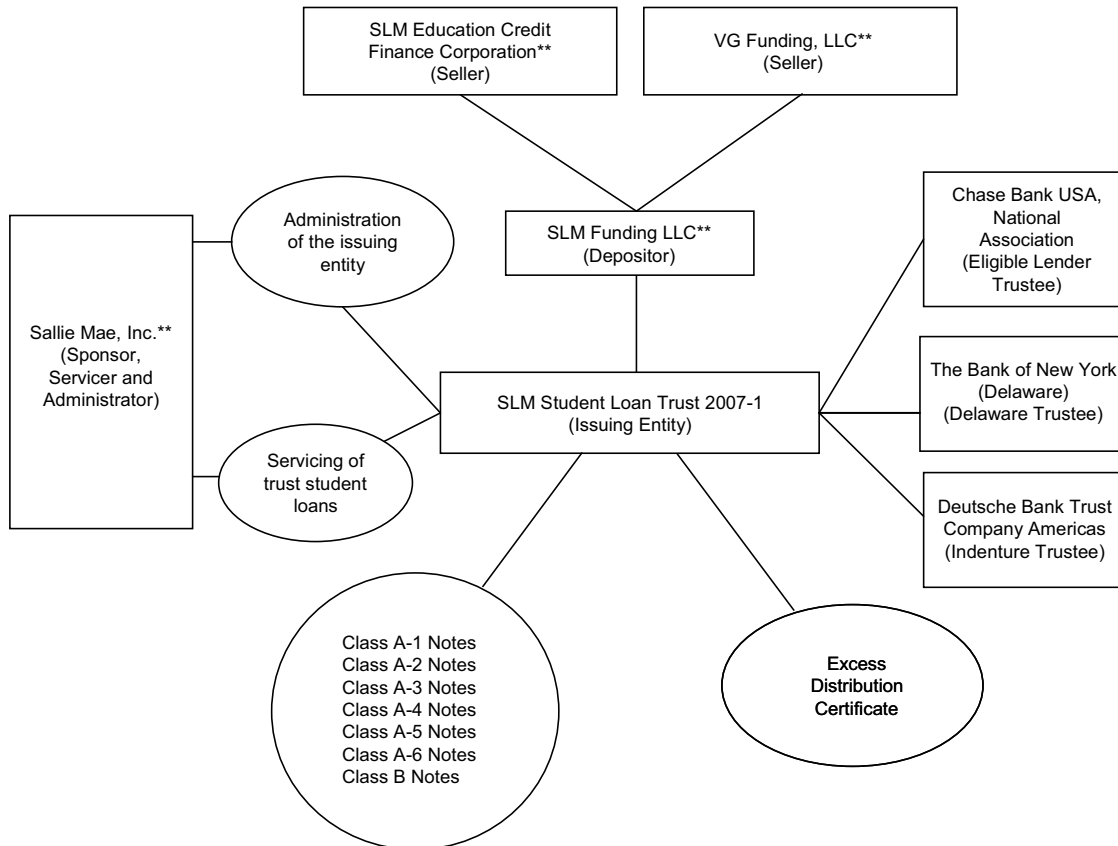 SLM Education Credit
Finance Corporation**
(Seller)
VG Funding, LLC**
(Seller)
Administration
of the issuing
entity
SLM Funding LLC**
(Depositor)
Chase Bank USA,
National
Association
(Eligible Lender
Trustee)
Sallie Mae, Inc.**
(Sponsor,
Servicer and
Administrator)
SLM Student Loan Trust 2007-1
(Issuing Entity)
The Bank of New York
(Delaware)
(Delaware Trustee)
Servicing of
trust student
loans
Deutsche Bank Trust
Company Americas
(Indenture Trustee)
Class A-1 Notes
Class A-2 Notes
Class A-3 Notes
Class A-4 Notes
Class A-5 Notes
Class A-6 Notes
Class B Notes
Excess
Distribution
Certificate